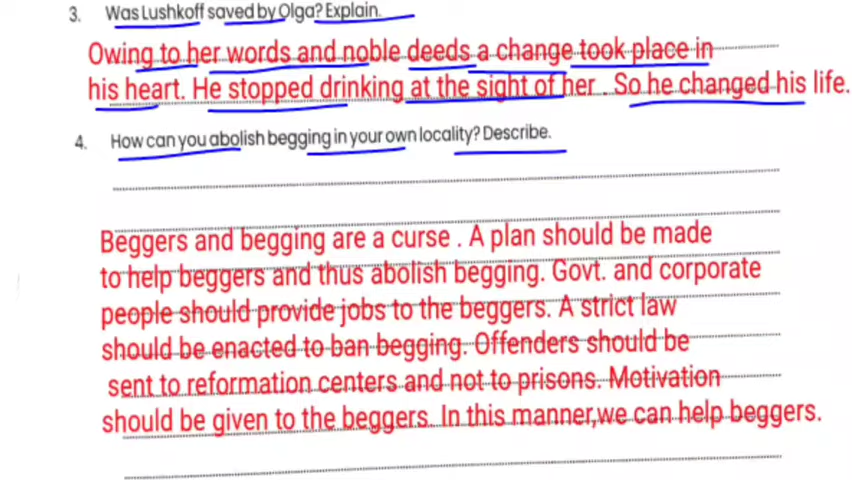 3. Was Lushkoff saved by Olga? Explain.
Owing to her words and noble deeds a change took place in
his heart. He stopped drinking at the sight of her . So he changed his life.
4. How can you abolish begging in your own locality? Describe.
Beggers and begging are a curse . A plan should be made
to help beggers and thus abolish begging. Govt. and corporate
people should provide jobs to the beggers. A strict law
should be enacted to ban begging. Offenders should be
sent to reformation centers and not to prisons. Motivation
should be given to the beggers. In this manner,we can help beggers.